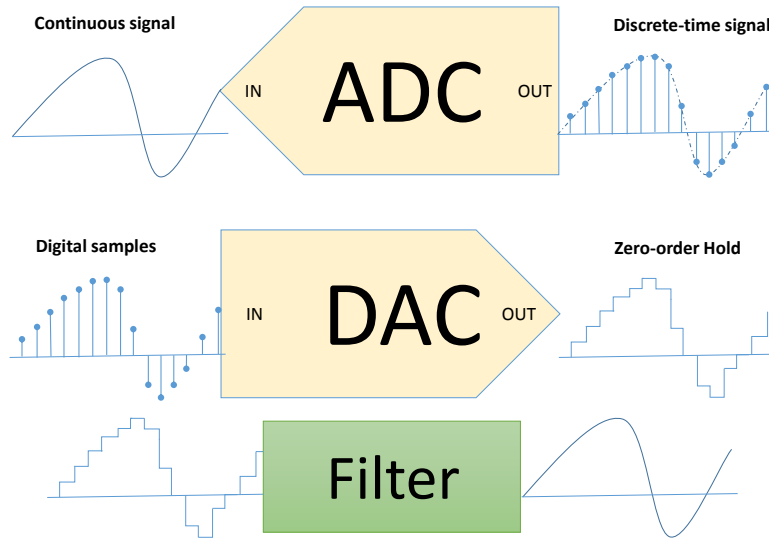 Continuous signal
Discrete-time signal
IN
ADC
OUT
Digital samples
Zero-order Hold
IN
DAC
OUT
Filter